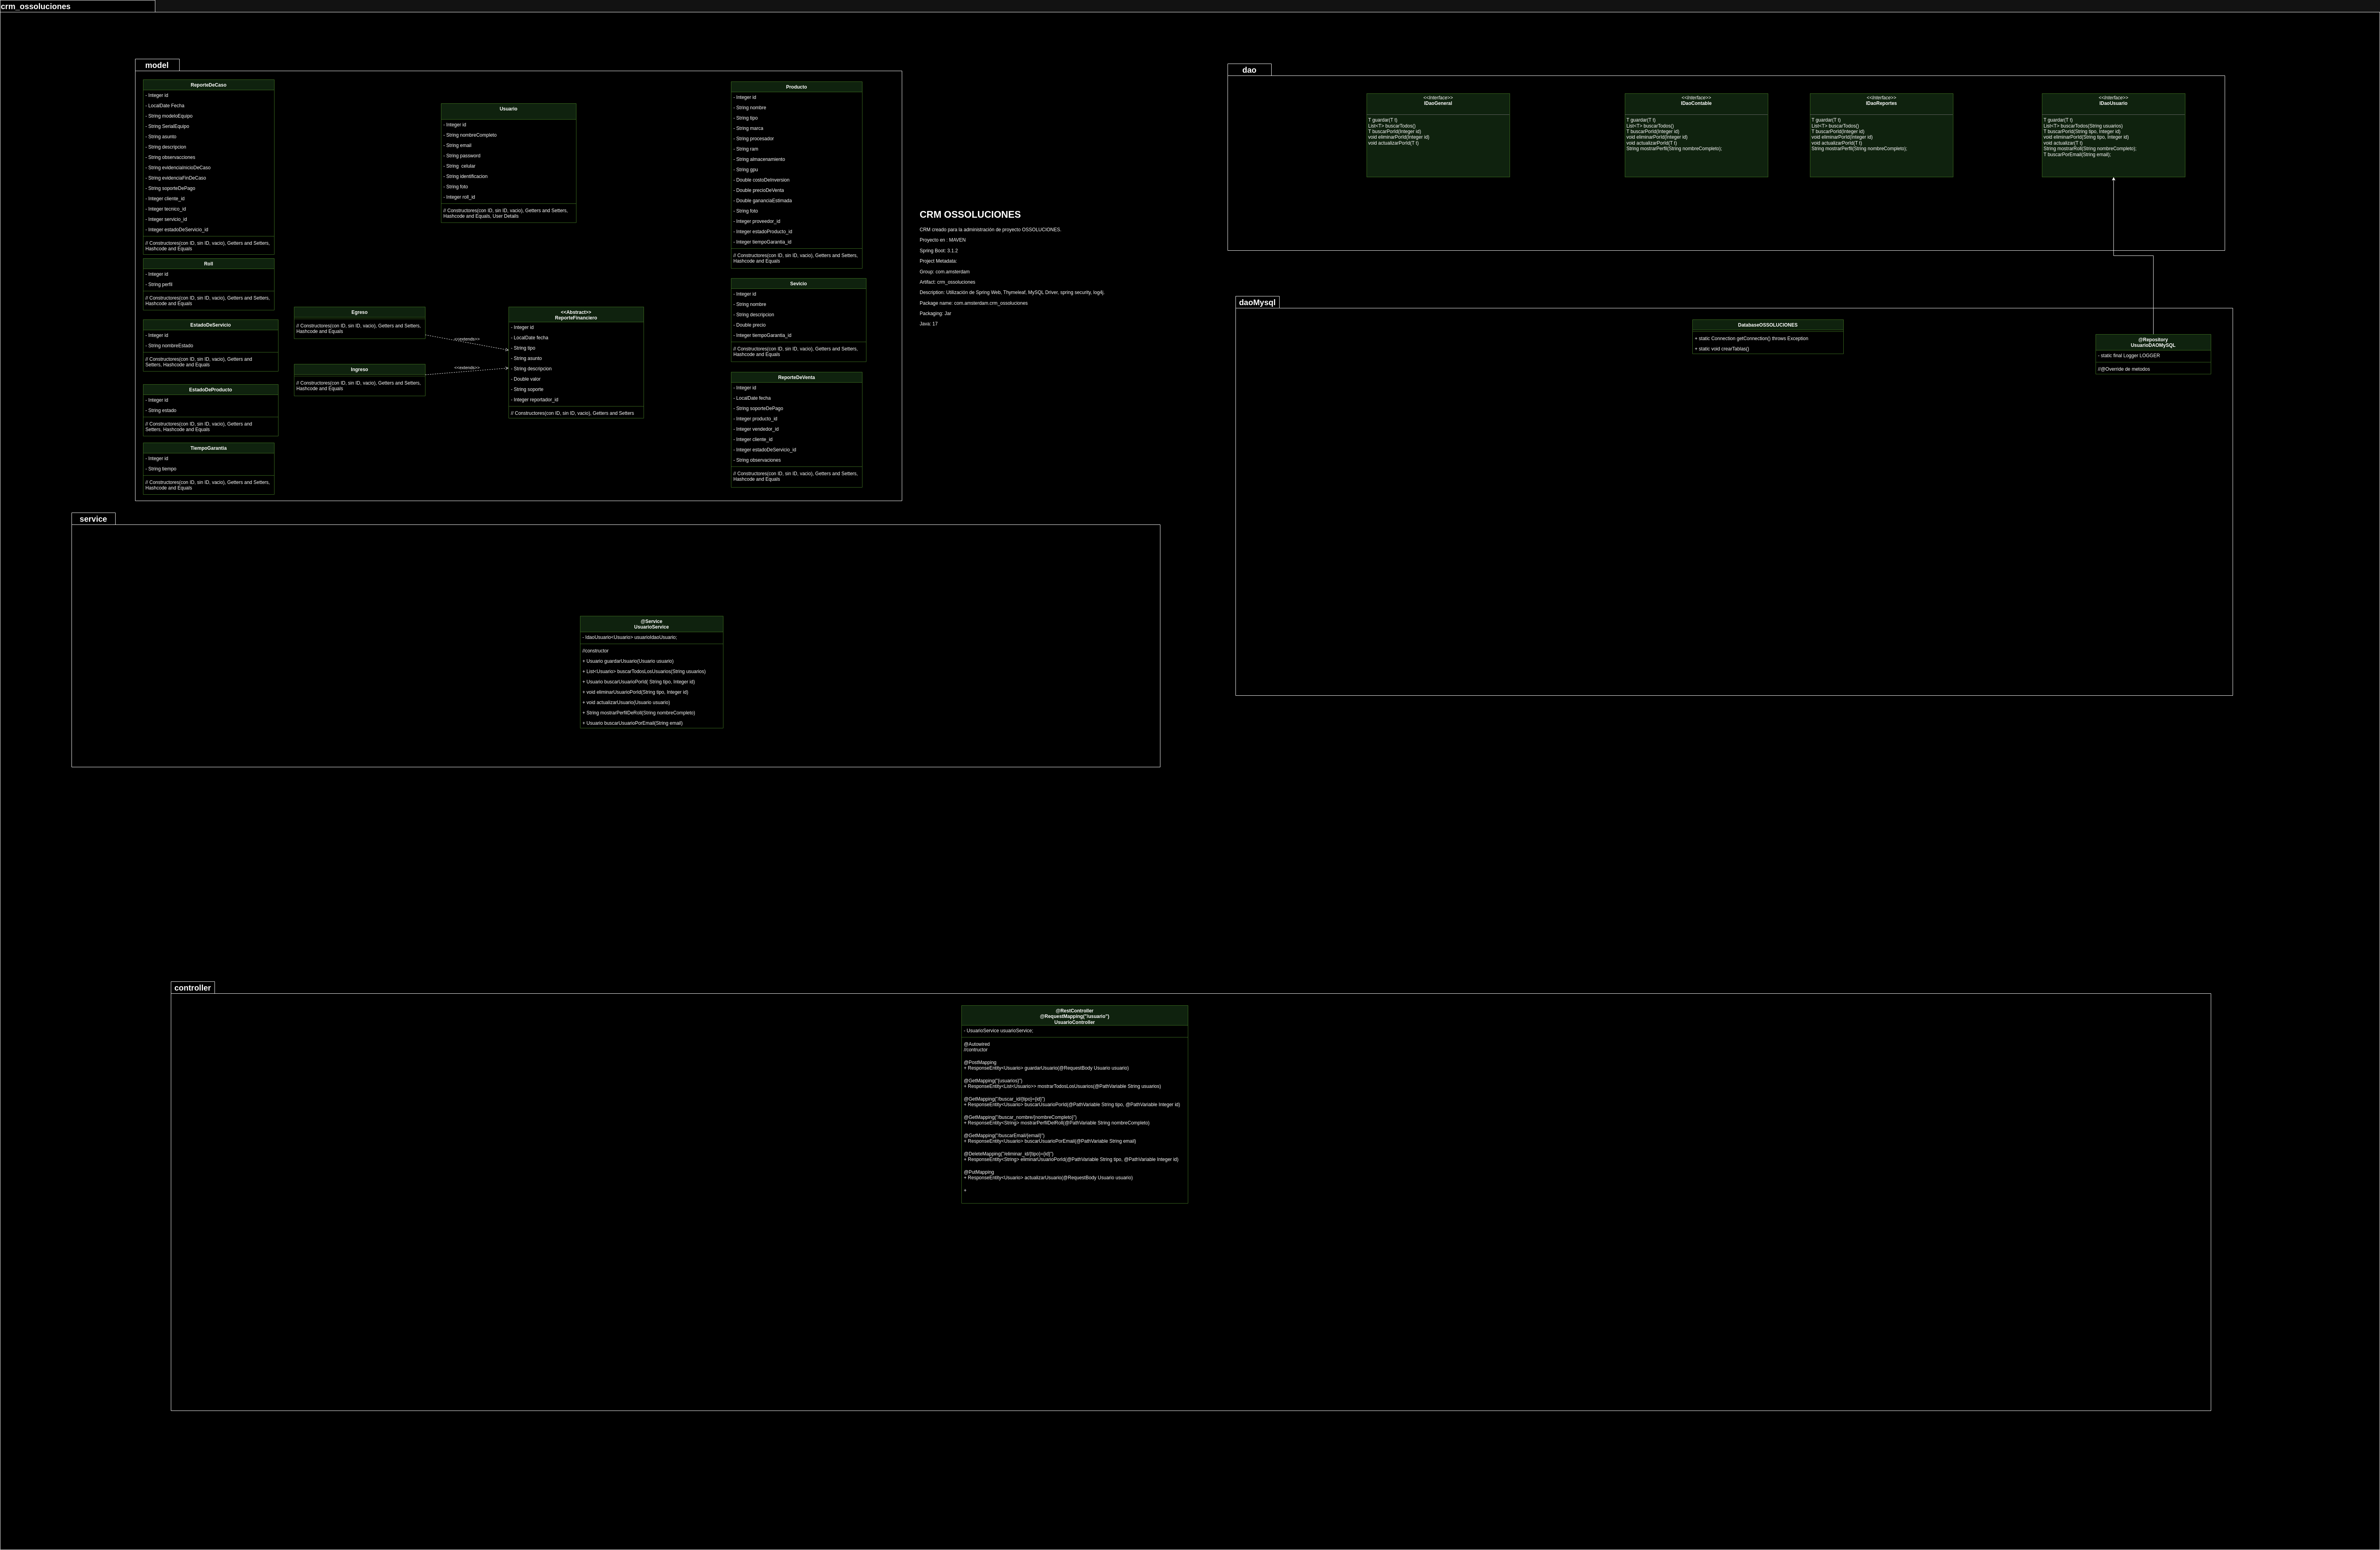 crm_ossoluciones
model
ReporteDeCaso
- Integer id
- LocalDate Fecha
- String modeloEquipo
- String SerialEquipo
- String asunto
- String descripcion
- String observacciones
- String evidenciaInicioDeCaso
- String evidenciaFinDeCaso
- String soporteDePago
- Integer cliente_id
- Integer tecnico_id
- Integer servicio_id
- Integer estadoDeServicio_id
// Constructores(con ID, sin ID, vacio), Getters and Setters,
Hashcode and Equals
Roll
- Integer id
- String perfil
// Constructores(con ID, sin ID, vacio), Getters and Setters,
Hashcode and Equals
EstadoDeServicio
- Integer id
- String nombreEstado
// Constructores(con ID, sin ID, vacio), Getters and
Setters, Hashcode and Equals
EstadoDeProducto
- Integer id
- String estado
// Constructores(con ID, sin ID, vacio), Getters and
Setters, Hashcode and Equals
TiempoGarantia
- Integer id
- String tiempo
// Constructores(con ID, sin ID, vacio), Getters and Setters,
Hashcode and Equals
Usuario
- Integer id
- String nombreCompleto
- String email
- String password
- String celular
- String identificacion
- String foto
- Integer roll_id
// Constructores(con ID, sin ID, vacio), Getters and Setters,
Hashcode and Equals, User Details
Egreso
// Constructores(con ID, sin ID, vacio), Getters and Setters,
Hashcode and Equals
Ingreso
// Constructores(con ID, sin ID, vacio), Getters and Setters,
Hashcode and Equals
<<extends>>
<<extends>>
<<Abstract>>
ReporteFinanciero
- Integer id
- LocalDate fecha
- String tipo
- String asunto
- String descripcion
- Double valor
- String soporte
- Integer reportador_id
// Constructores(con ID, sin ID, vacio), Getters and Setters
Producto
- Integer id
- String nombre
- String tipo
- String marca
- String procesador
- String ram
- String almacenamiento
- String gpu
- Double costoDeInversion
- Double precioDeVenta
- Double gananciaEstimada
- String foto
- Integer proveedor_id
- Integer estadoProducto_id
- Integer tiempoGarantia_id
// Constructores(con ID, sin ID, vacio), Getters and Setters,
Hashcode and Equals
Sevicio
- Integer id
- String nombre
- String descripcion
- Double precio
- Integer tiempoGarantia_id
// Constructores(con ID, sin ID, vacio), Getters and Setters,
Hashcode and Equals
ReporteDeVenta
- Integer id
- LocalDate fecha
- String soporteDePago
- Integer producto_id
- Integer vendedor_id
- Integer cliente_id
- Integer estadoDeServicio_id
- String observaciones
// Constructores(con ID, sin ID, vacio), Getters and Setters,
Hashcode and Equals
CRM OSSOLUCIONES
CRM creado para la administración de proyecto OSSOLUCIONES.
Proyecto en : MAVEN
Spring Boot: 3.1.2
Project Metadata:
Group: com.amsterdam
Artifact: crm_ossoluciones
Description: Utilización de Spring Web, Thymeleaf, MySQL Driver, spring security, log4j.
Package name: com.amsterdam.crm_ossoluciones
Packaging: Jar
Java: 17
dao
<<Interface>>
IDaoGeneral
T guardar(T t)
List<T> buscarTodos()
T buscarPorId(Integer id)
void eliminarPorId(Integer id)
void actualizarPorId(T t)
<<Interface>>
IDaoContable
T guardar(T t)
List<T> buscarTodos()
T buscarPorId(Integer id)
void eliminarPorId(Integer id)
void actualizarPorId(T t)
String mostrarPerfil(String nombreCompleto);
<<Interface>>
IDaoReportes
T guardar(T t)
List<T> buscarTodos()
T buscarPorId(Integer id)
void eliminarPorId(Integer id)
void actualizarPorId(T t)
String mostrarPerfil(String nombreCompleto);
<<Interface>>
IDaoUsuario
T guardar(T t)
List<T> buscarTodos(String usuarios)
T buscarPorId(String tipo, Integer id)
void eliminarPorId(String tipo, Integer id)
void actualizar(T t)
String mostrarRoll(String nombreCompleto);
T buscarPorEmail(String email);
daoMysql
DatabaseOSSOLUCIONES
+ static Connection getConnection() throws Exception
+ static void crearTablas()
@Repository
UsuarioDAOMySQL
- static final Logger LOGGER
//@Override de metodos
service
@Service
UsuarioService
- IdaoUsuario<Usuario> usuarioIdaoUsuario;
//constructor
+ Usuario guardarUsuario(Usuario usuario)
+ List<Usuario> buscarTodosLosUsuarios(String usuarios)
+ Usuario buscarUsuarioPorId( String tipo, Integer id)
+ void eliminarUsuarioPorId(String tipo, Integer id)
+ void actualizarUsuario(Usuario usuario)
+ String mostrarPerfilDeRoll(String nombreCompleto)
+ Usuario buscarUsuarioPorEmail(String email)
controller
@RestController
@RequestMapping("/usuario")
UsuarioController
- UsuarioService usuarioService;
@Autowired
//contructor
@PostMapping
+ ResponseEntity<Usuario> guardarUsuario(@RequestBody Usuario usuario)
@GetMapping("{usuarios}")
+ ResponseEntity<List<Usuario>> mostrarTodosLosUsuarios(@PathVariable String usuarios)
@GetMapping("/buscar_id/{tipo}={id}")
+ ResponseEntity<Usuario> buscarUsuarioPorId(@PathVariable String tipo, @PathVariable Integer id)
@GetMapping("/buscar_nombre/{nombreCompleto}")
+ ResponseEntity<String> mostrarPerfilDelRoll(@PathVariable String nombreCompleto)
@GetMapping("/buscarEmail/{email}")
+ ResponseEntity<Usuario> buscarUsuarioPorEmail(@PathVariable String email)
@DeleteMapping("/eliminar_id/{tipo}={id}")
+ ResponseEntity<String> eliminarUsuarioPorId(@PathVariable String tipo, @PathVariable Integer id)
@PutMapping
+ ResponseEntity<Usuario> actualizarUsuario(@RequestBody Usuario usuario)
+